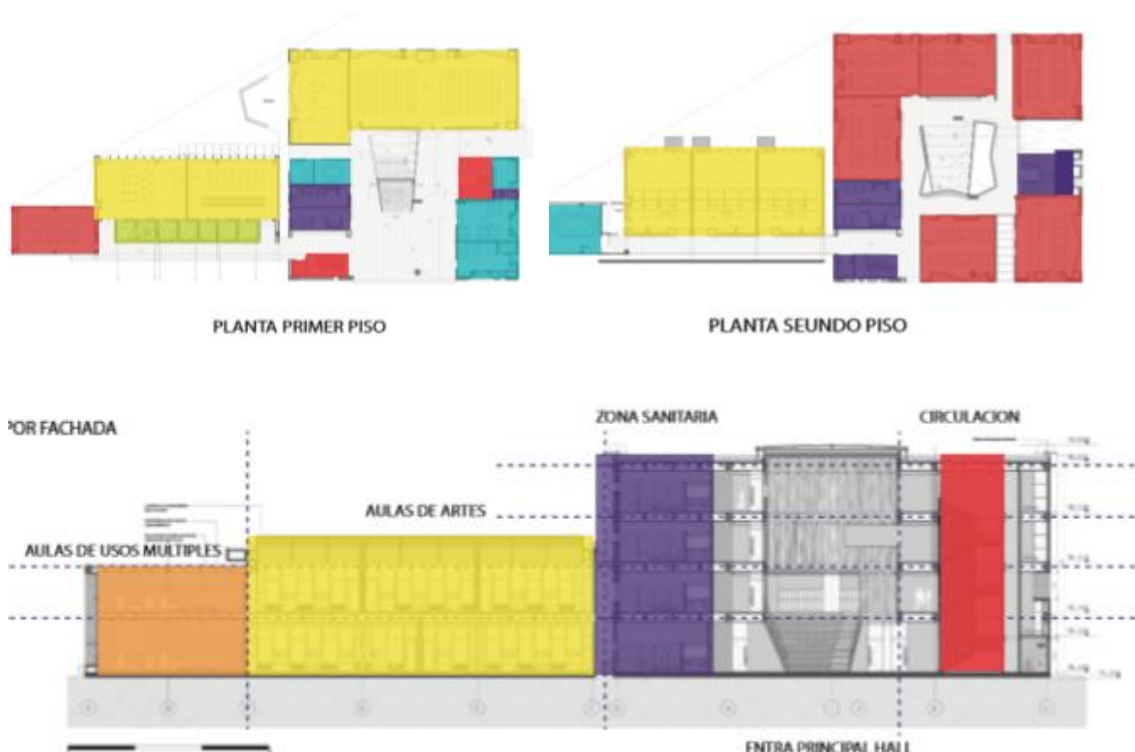 PLANTA PRIMER PISO
PLANTA SEUNDO PISO
POR FACHADA
ZONA SANITARIA
CIRCULACION
AULAS DE ARTES
AULAS DE USOS MULTIPLES
ENTRA PRINCIPAL HALL